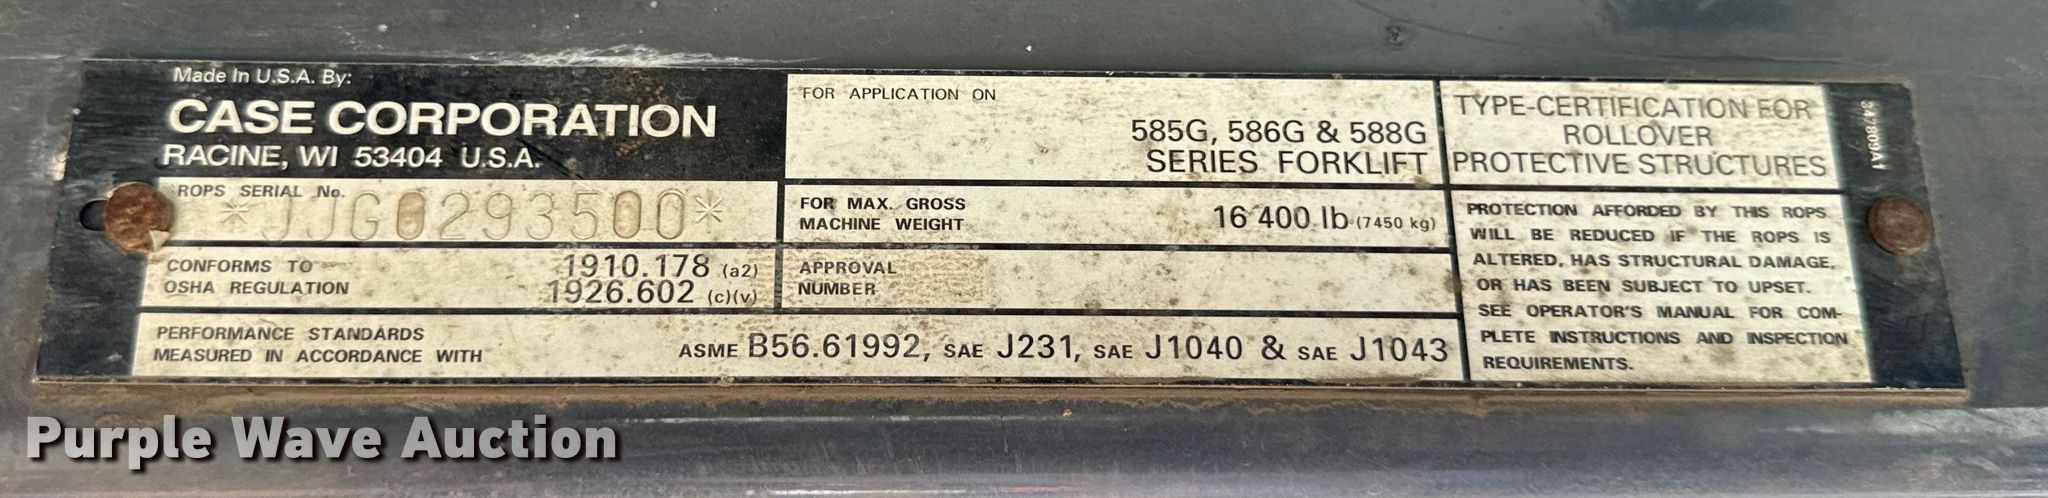 Made In U.S.A. By:
CASE CORPORATION
RACINE, WI 53404 U.S.A.
ROPS SERIAL No.
*JJG0293500*
CONFORMS TO 1910.178 (a2)
OSHA REGULATION 1926.602 (c)(v)
PERFORMANCE STANDARDS
MEASURED IN ACCORDANCE WITH
ASME B56.61992, SAE J231, SAE J1040 & SAE J1043
FOR APPLICATION ON
585G, 586G & 588G
SERIES FORKLIFT
FOR MAX. GROSS
MACHINE WEIGHT
16 400 lb (7450 kg)
APPROVAL
NUMBER
TYPE-CERTIFICATION FOR
ROLLOVER
PROTECTIVE STRUCTURES
PROTECTION AFFORDED BY THIS ROPS
WILL BE REDUCED IF THE ROPS IS
ALTERED, HAS STRUCTURAL DAMAGE,
OR HAS BEEN SUBJECT TO UPSET.
SEE OPERATOR'S MANUAL FOR COM-
PLETE INSTRUCTIONS AND INSPECTION
REQUIREMENTS.
Purple Wave Auction